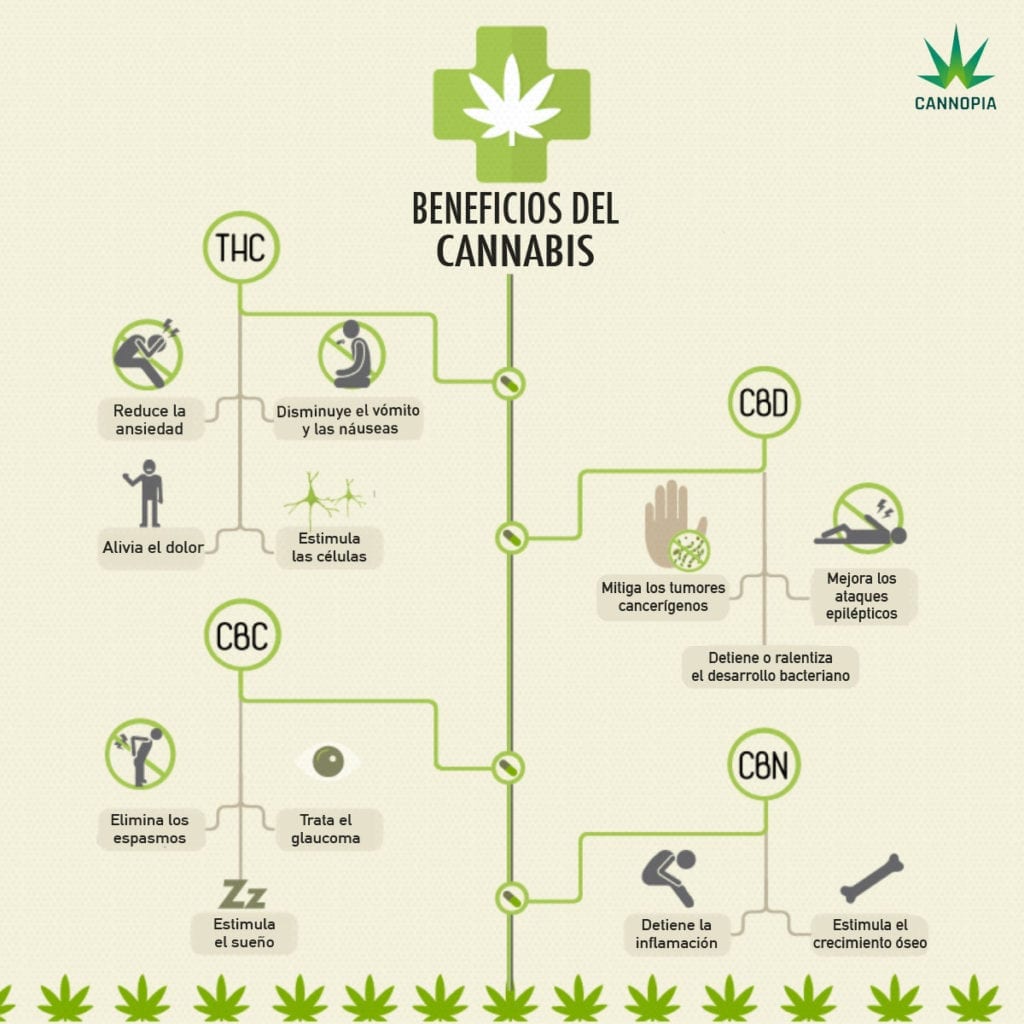 CANNOPIA
BENEFICIOS DEL
CANNABIS
THC
Reduce la
ansiedad
Disminuye el vómito
y las náuseas
Alivia el dolor
Estimula
las células
CBD
Mitiga los tumores
cancerígenos
Mejora los
ataques
epilépticos
Detiene o ralentiza
el desarrollo bacteriano
CBC
Elimina los
espasmos
Trata el
glaucoma
Zz
Estimula
el sueño
CBN
Detiene la
inflamación
Estimula el
crecimiento óseo